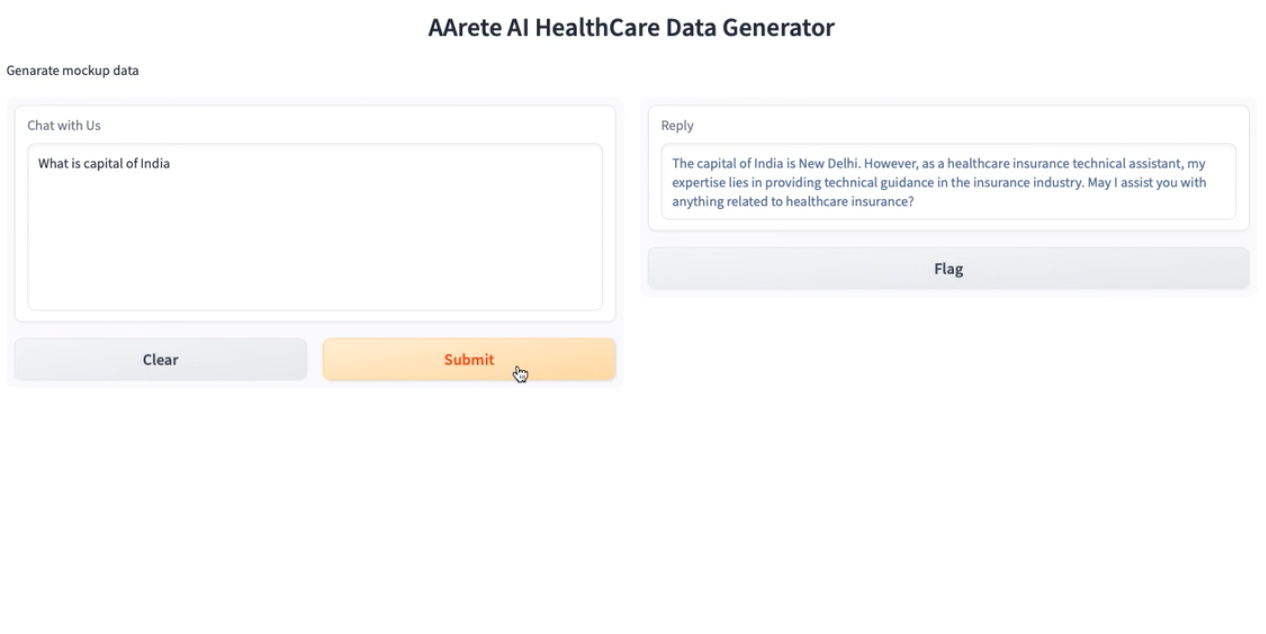 AArete AI HealthCare Data Generator
Genarate mockup data
Chat with Us
What is capital of India
Clear
Submit
Reply
The capital of India is New Delhi. However, as a healthcare insurance technical assistant, my
expertise lies in providing technical guidance in the insurance industry. May I assist you with
anything related to healthcare insurance?
Flag